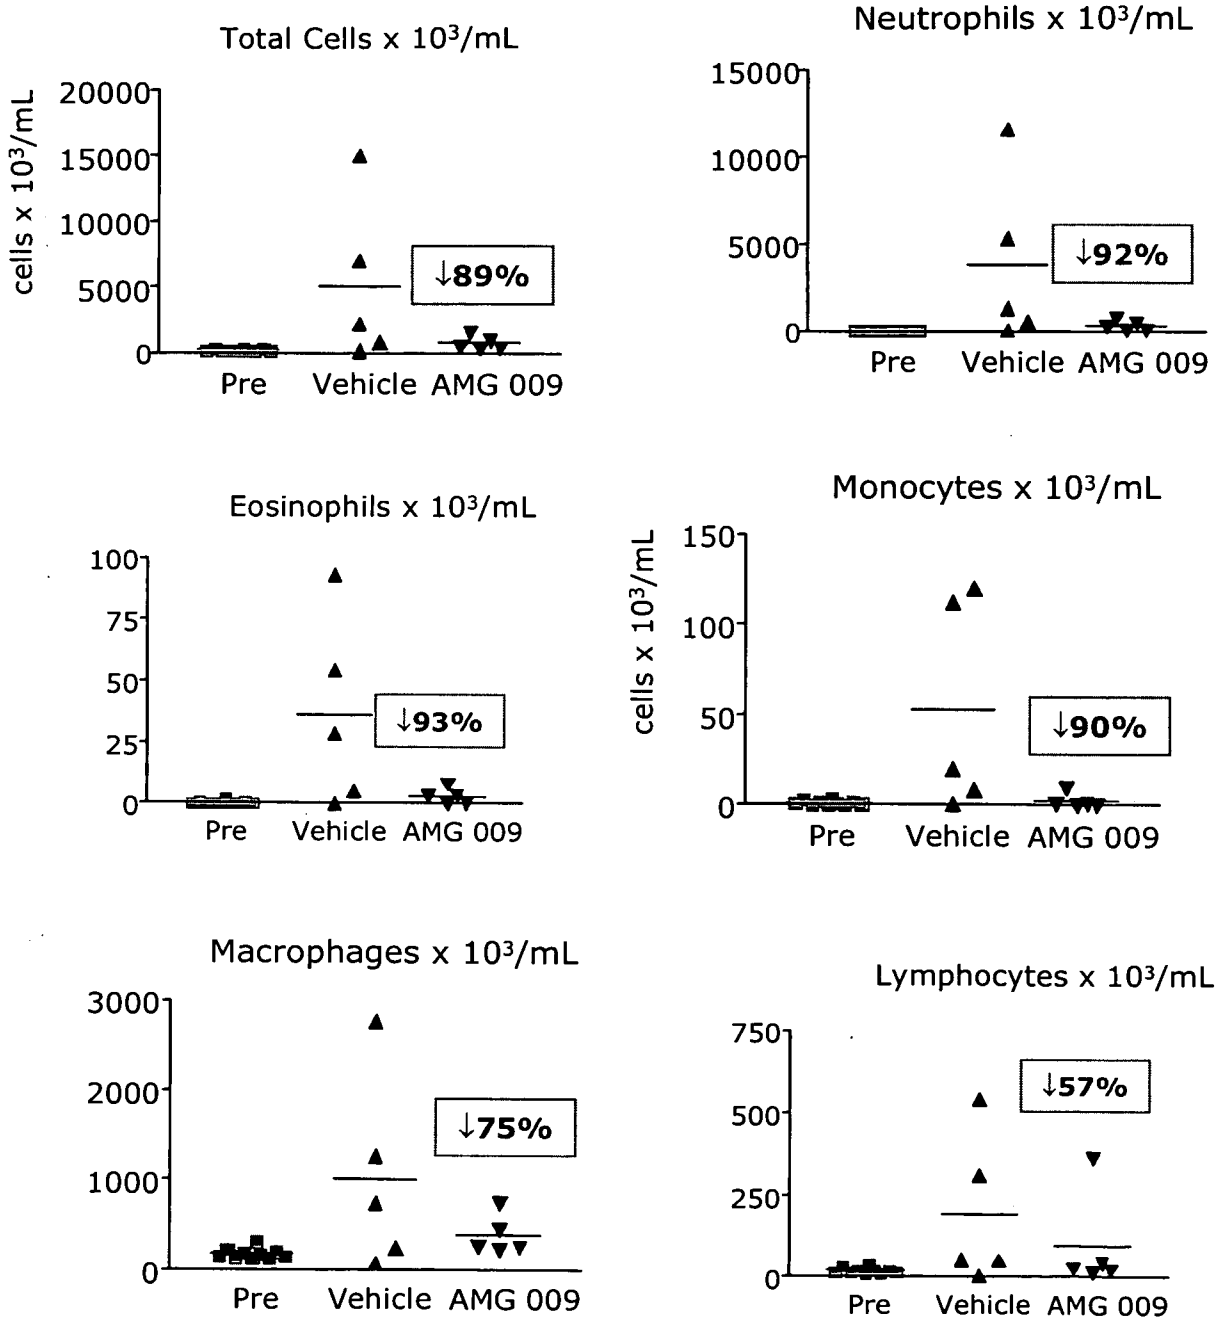 Total Cells x 10³/mL
cells x 10³/mL
20000
15000
10000
5000
0
↓89%
Pre Vehicle AMG 009
Neutrophils x 10³/mL
15000
10000
5000
0
↓92%
Pre Vehicle AMG 009
Eosinophils x 10³/mL
100
75
50
25
0
↓93%
Pre Vehicle AMG 009
Monocytes x 10³/mL
cells x 10³/mL
150
100
50
0
↓90%
Pre Vehicle AMG 009
Macrophages x 10³/mL
3000
2000
1000
0
↓75%
Pre Vehicle AMG 009
Lymphocytes x 10³/mL
750
500
250
0
↓57%
Pre Vehicle AMG 009